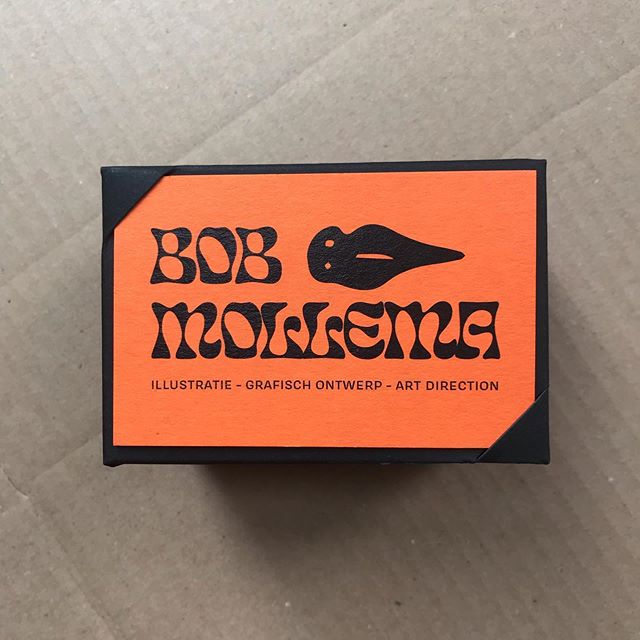 BOB
MOLLEMA
ILLUSTRATIE - GRAFISCH ONTWERP - ART DIRECTION